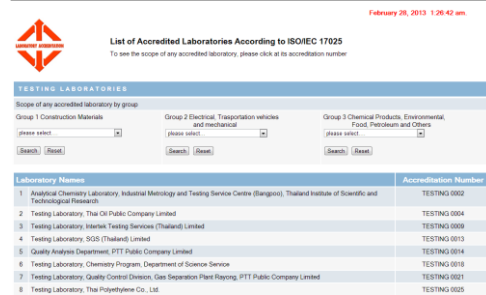 February 28, 2013 1:26:42 am.
LABORATORY ACCREDITATION
List of Accredited Laboratories According to ISO/IEC 17025
To see the scope of any accredited laboratory, please click at its accreditation number
TESTING LABORATORIES
Scope of any accredited laboratory by group
Group 1 Construction Materials
please select....
Search Reset
Group 2 Electrical, Trasportation vehicles
and mechanical
please select....
Search Reset
Group 3 Chemical Products, Environmental,
Food, Petroleum and Others
please select....
Search Reset
Laboratory Names Accreditation Number
1 Analytical Chemistry Laboratory, Industrial Metrology and Testing Service Centre (Bangpoo), Thailand Institute of Scientific and TESTING 0002
Technological Research
2 Testing Laboratory, Thai Oil Public Company Limited TESTING 0004
3 Testing Laboratory, Intertek Testing Services (Thailand) Limited TESTING 0009
4 Testing Laboratory, SGS (Thailand) Limited TESTING 0013
5 Quality Analysis Department, PTT Public Company Limited TESTING 0014
6 Testing Laboratory, Chemistry Program, Department of Science Service TESTING 0018
7 Testing Laboratory, Quality Control Division, Gas Separation Plant Rayong, PTT Public Company Limited TESTING 0021
8 Testing Laboratory, Thai Polyethylene Co., Ltd. TESTING 0025